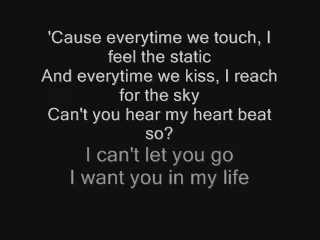 'Cause everytime we touch, I
feel the static
And everytime we kiss, I reach
for the sky
Can't you hear my heart beat
so?
I can't let you go
I want you in my life